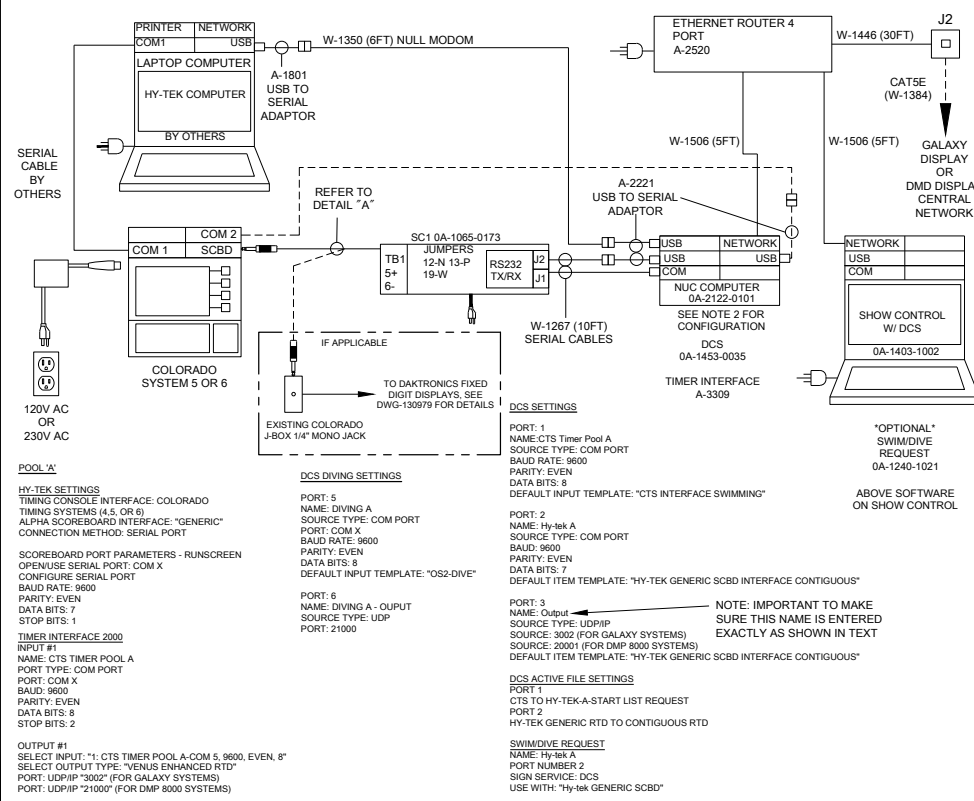 PRINTER
NETWORK
COM1
USB
LAPTOP COMPUTER
HY-TEK COMPUTER
BY OTHERS
W-1350 (6FT) NULL MODOM
A-1801
USB TO
SERIAL
ADAPTOR
ETHERNET ROUTER 4
PORT
A-2520
W-1446 (30FT)
J2
CAT5E
(W-1384)
W-1506 (5FT)
W-1506 (5FT)
GALAXY
DISPLAY
OR
DMD DISPLA
CENTRAL
NETWORK
SERIAL
CABLE
BY
OTHERS
REFER TO
DETAIL "A"
A-2221
USB TO SERIAL
ADAPTOR
COM 2
COM 1
SCBD
COLORADO
SYSTEM 5 OR 6
120V AC
OR
230V AC
SC1 0A-1065-0173
TB1
5+
6-
JUMPERS
12-N 13-P
19-W
RS232
TX/RX
J2
J1
W-1267 (10FT)
SERIAL CABLES
USB
NETWORK
USB
USB
COM
NUC COMPUTER
0A-2122-0101
SEE NOTE 2 FOR
CONFIGURATION
DCS
0A-1453-0035
TIMER INTERFACE
A-3309
NETWORK
USB
COM
SHOW CONTROL
W/ DCS
0A-1403-1002
*OPTIONAL*
SWIM/DIVE
REQUEST
0A-1240-1021
ABOVE SOFTWARE
ON SHOW CONTROL
IF APPLICABLE
TO DAKTRONICS FIXED
DIGIT DISPLAYS, SEE
DWG-130979 FOR DETAILS
EXISTING COLORADO
J-BOX 1/4" MONO JACK
POOL 'A'
HY-TEK SETTINGS
TIMING CONSOLE INTERFACE: COLORADO
TIMING SYSTEMS (4,5, OR 6)
ALPHA SCOREBOARD INTERFACE: "GENERIC"
CONNECTION METHOD: SERIAL PORT
SCOREBOARD PORT PARAMETERS - RUNSCREEN
OPEN/USE SERIAL PORT: COM X
CONFIGURE SERIAL PORT
BAUD RATE: 9600
PARITY: EVEN
DATA BITS: 7
STOP BITS: 1
TIMER INTERFACE 2000
INPUT #1
NAME: CTS TIMER POOL A
PORT TYPE: COM PORT
PORT: COM X
BAUD: 9600
PARITY: EVEN
DATA BITS: 8
STOP BITS: 2
OUTPUT #1
SELECT INPUT: "1: CTS TIMER POOL A-COM 5, 9600, EVEN, 8"
SELECT OUTPUT TYPE: "VENUS ENHANCED RTD"
PORT: UDP/IP "3002" (FOR GALAXY SYSTEMS)
PORT: UDP/IP "21000" (FOR DMP 8000 SYSTEMS)
DCS DIVING SETTINGS
PORT: 5
NAME: DIVING A
SOURCE TYPE: COM PORT
PORT: COM X
BAUD RATE: 9600
PARITY: EVEN
DATA BITS: 8
DEFAULT INPUT TEMPLATE: "OS2-DIVE"
PORT: 6
NAME: DIVING A - OUPUT
SOURCE TYPE: UDP
PORT: 21000
DCS SETTINGS
PORT: 1
NAME:CTS Timer Pool A
SOURCE TYPE: COM PORT
BAUD RATE: 9600
PARITY: EVEN
DATA BITS: 8
DEFAULT INPUT TEMPLATE: "CTS INTERFACE SWIMMING"
PORT: 2
NAME: Hy-tek A
SOURCE TYPE: COM PORT
BAUD: 9600
PARITY: EVEN
DATA BITS: 7
DEFAULT ITEM TEMPLATE: "HY-TEK GENERIC SCBD INTERFACE CONTIGUOUS"
PORT: 3
NAME: Output
SOURCE TYPE: UDP/IP
SOURCE: 3002 (FOR GALAXY SYSTEMS)
SOURCE: 20001 (FOR DMP 8000 SYSTEMS)
DEFAULT ITEM TEMPLATE: "HY-TEK GENERIC SCBD INTERFACE CONTIGUOUS"
NOTE: IMPORTANT TO MAKE
SURE THIS NAME IS ENTERED
EXACTLY AS SHOWN IN TEXT
DCS ACTIVE FILE SETTINGS
PORT 1
CTS TO HY-TEK-A-START LIST REQUEST
PORT 2
HY-TEK GENERIC RTD TO CONTIGUOUS RTD
SWIM/DIVE REQUEST
NAME: Hy-tek A
PORT NUMBER 2
SIGN SERVICE: DCS
USE WITH: "Hy-tek GENERIC SCBD"